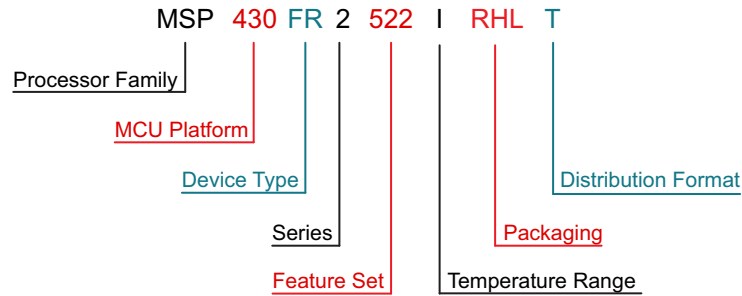 MSP 430 FR 2 522 I RHL T
Processor Family
MCU Platform
Device Type
Distribution Format
Series
Packaging
Feature Set
Temperature Range